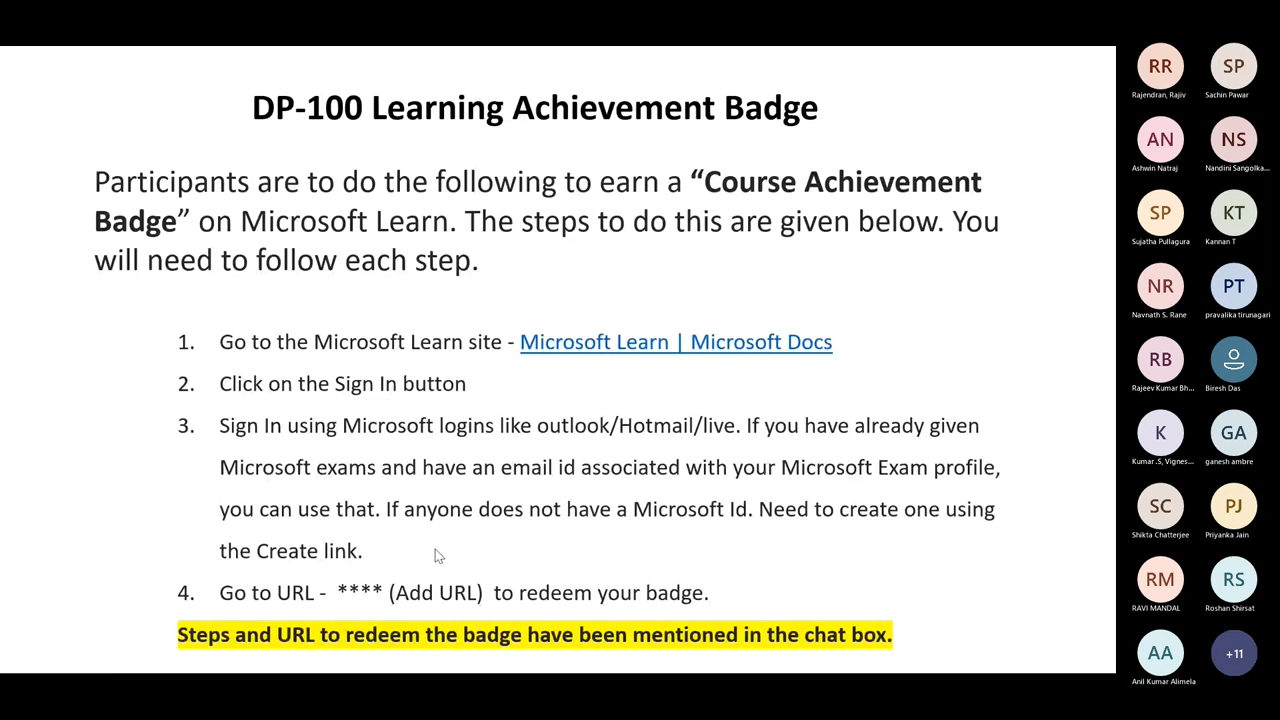 DP-100 Learning Achievement Badge
Participants are to do the following to earn a “Course Achievement
Badge” on Microsoft Learn. The steps to do this are given below. You
will need to follow each step.
1. Go to the Microsoft Learn site - Microsoft Learn | Microsoft Docs
2. Click on the Sign In button
3. Sign In using Microsoft logins like outlook/Hotmail/live. If you have already given
Microsoft exams and have an email id associated with your Microsoft Exam profile,
you can use that. If anyone does not have a Microsoft Id. Need to create one using
the Create link.
4. Go to URL - **** (Add URL) to redeem your badge.
Steps and URL to redeem the badge have been mentioned in the chat box.
RR SP
Rajendran, Rajiv Sachin Pawar
AN NS
Ashwin Natraj Nandini Sangolka...
SP KT
Sujatha Pullagura Kannan T
NR PT
Navnath S. Rane pravalika tirunagari
RB
Rajeev Kumar Bh... Biresh Das
K GA
Kumar .S, Vignes... ganesh ambre
SC PJ
Shikta Chatterjee Priyanka Jain
RM RS
RAVI MANDAL Roshan Shirsat
AA +11
Anil Kumar Alimela